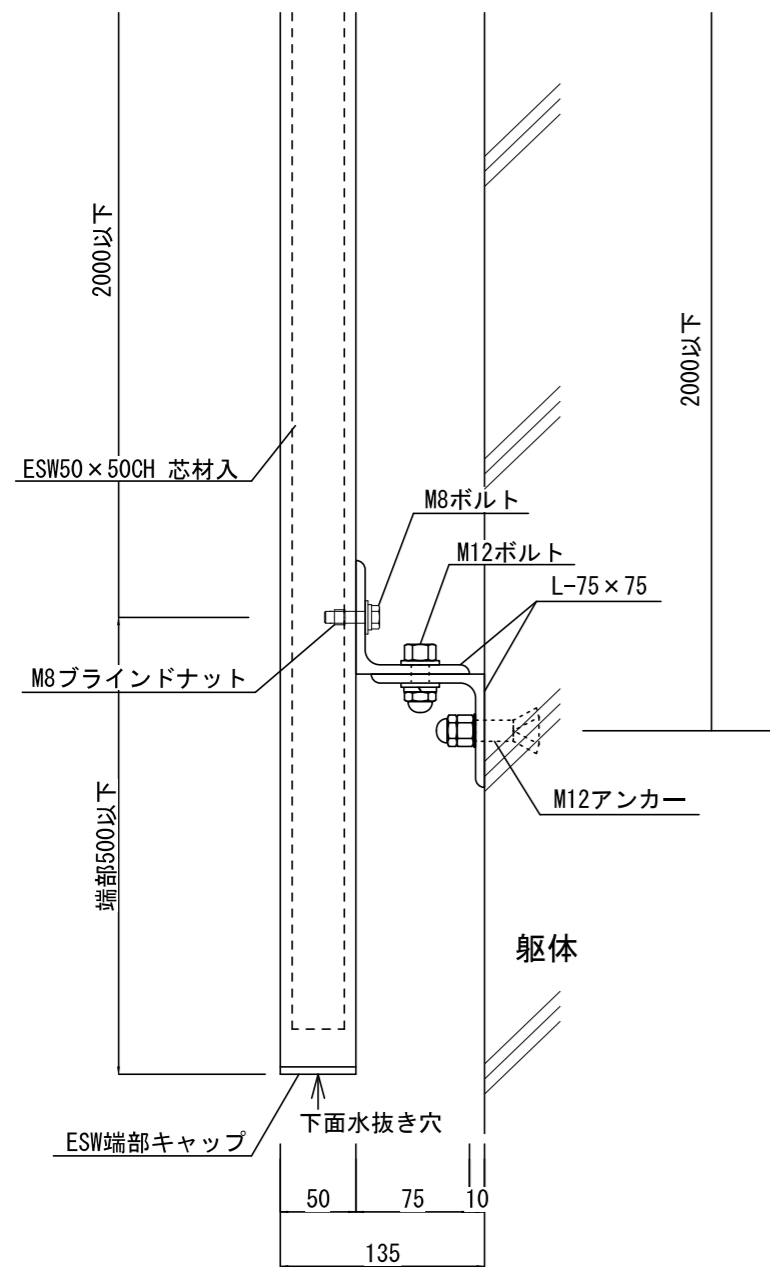 2000以下
2000以下
ESW50×50CH 芯材入
M8ボルト
M12ボルト
L-75×75
M8ブラインドナット
M12アンカー
端部500以下
躯体
下面水抜き穴
ESW端部キャップ
50
75
10
135